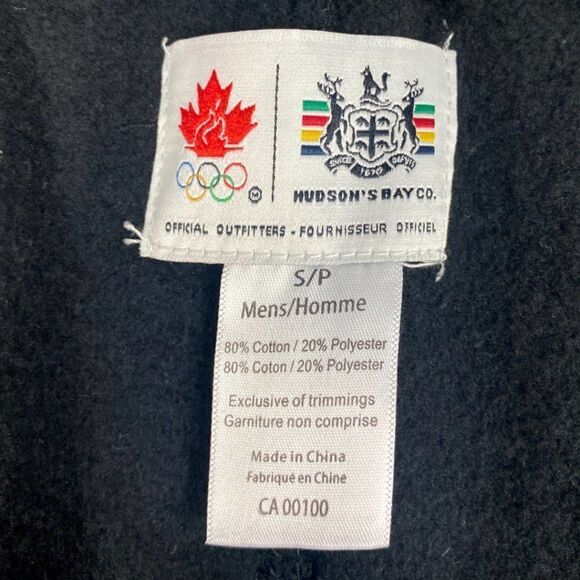 SINCE DEPUIS
1670
M
HUDSON'S BAY CO.
OFFICIAL OUTFITTERS - FOURNISSEUR OFFICIEL
S/P
Mens/Homme
80% Cotton / 20% Polyester
80% Coton / 20% Polyester
Exclusive of trimmings
Garniture non comprise
Made in China
Fabriqué en Chine
CA 00100